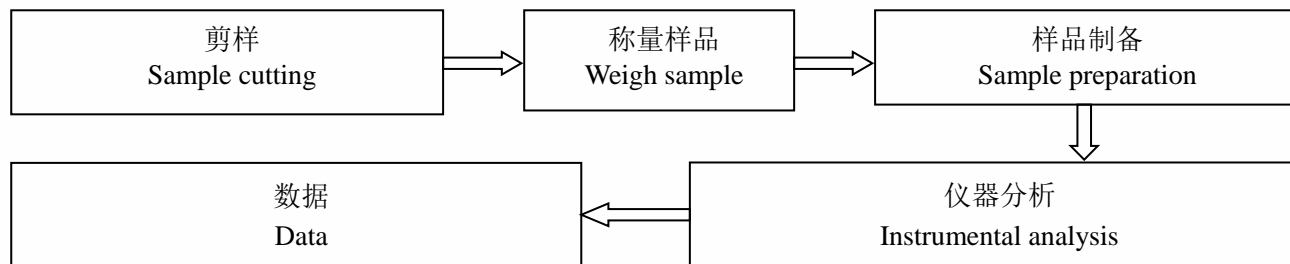 剪样
Sample cutting
称量样品
Weigh sample
样品制备
Sample preparation
仪器分析
Instrumental analysis
数据
Data